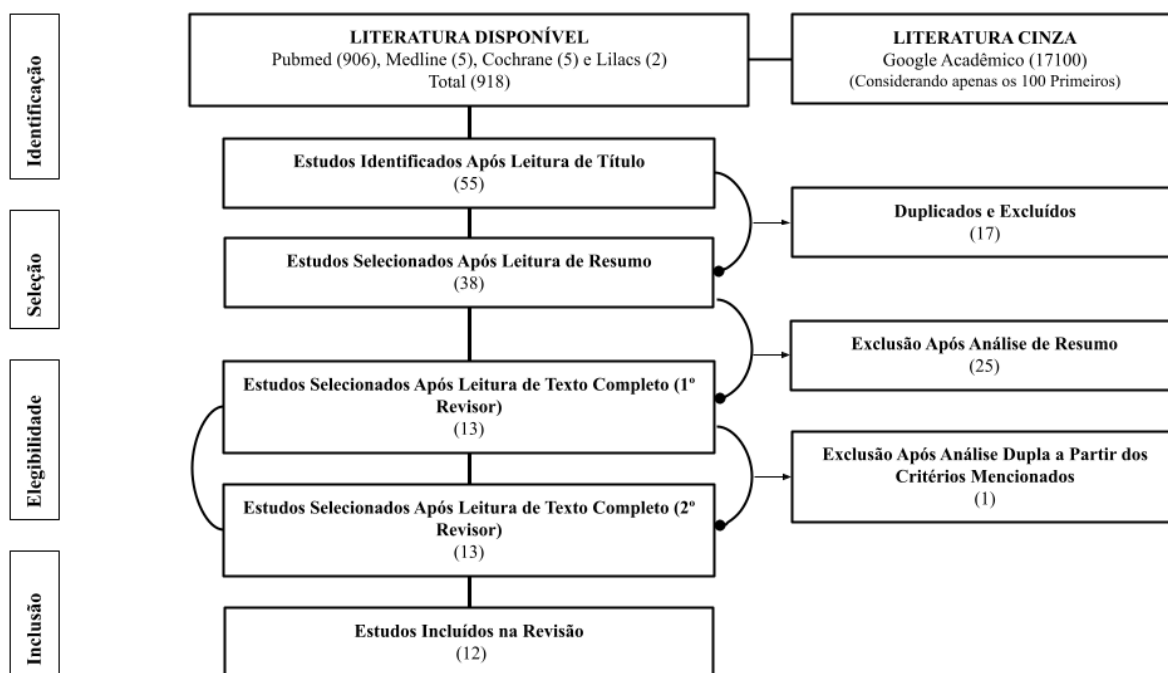 Identificação
LITERATURA DISPONÍVEL
Pubmed (906), Medline (5), Cochrane (5) e Lilacs (2)
Total (918)
LITERATURA CINZA
Google Acadêmico (17100)
(Considerando apenas os 100 Primeiros)
Estudos Identificados Após Leitura de Título
(55)
Duplicados e Excluídos
(17)
Seleção
Estudos Selecionados Após Leitura de Resumo
(38)
Exclusão Após Análise de Resumo
(25)
Elegibilidade
Estudos Selecionados Após Leitura de Texto Completo (1º
Revisor)
(13)
Exclusão Após Análise Dupla a Partir dos
Critérios Mencionados
(1)
Estudos Selecionados Após Leitura de Texto Completo (2º
Revisor)
(13)
Inclusão
Estudos Incluídos na Revisão
(12)